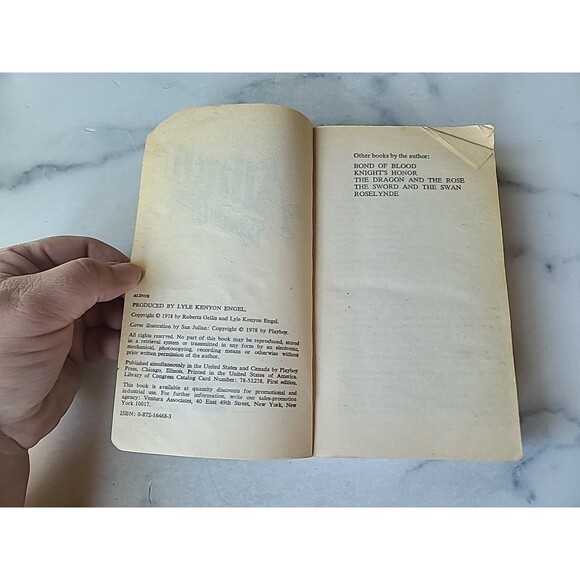 ALINOR
PRODUCED BY LYLE KENYON ENGEL,
Copyright © 1978 by Roberta Gellis and Lyle Kenyon Engel.
Cover illustration by San Julian: Copyright © 1978 by Playboy.
All rights reserved. No part of this book may be reproduced, stored
in a retrieval system or transmitted in any form by an electronic,
mechanical, photocopying, recording means or otherwise without
prior written permission of the author.
Published simultaneously in the United States and Canada by Playboy
Press, Chicago, Illinois. Printed in the United States of America.
Library of Congress Catalog Card Number: 76-51278. First edition.
This book is available at quantity discounts for promotional and
industrial use. For further information, write our sales-promotion
agency: Ventura Associates, 40 East 49th Street, New York, New
York 10017.
ISBN: 0-872-16468-3
Other books by the author:
BOND OF BLOOD
KNIGHT'S HONOR
THE DRAGON AND THE ROSE
THE SWORD AND THE SWAN
ROSELYNDE